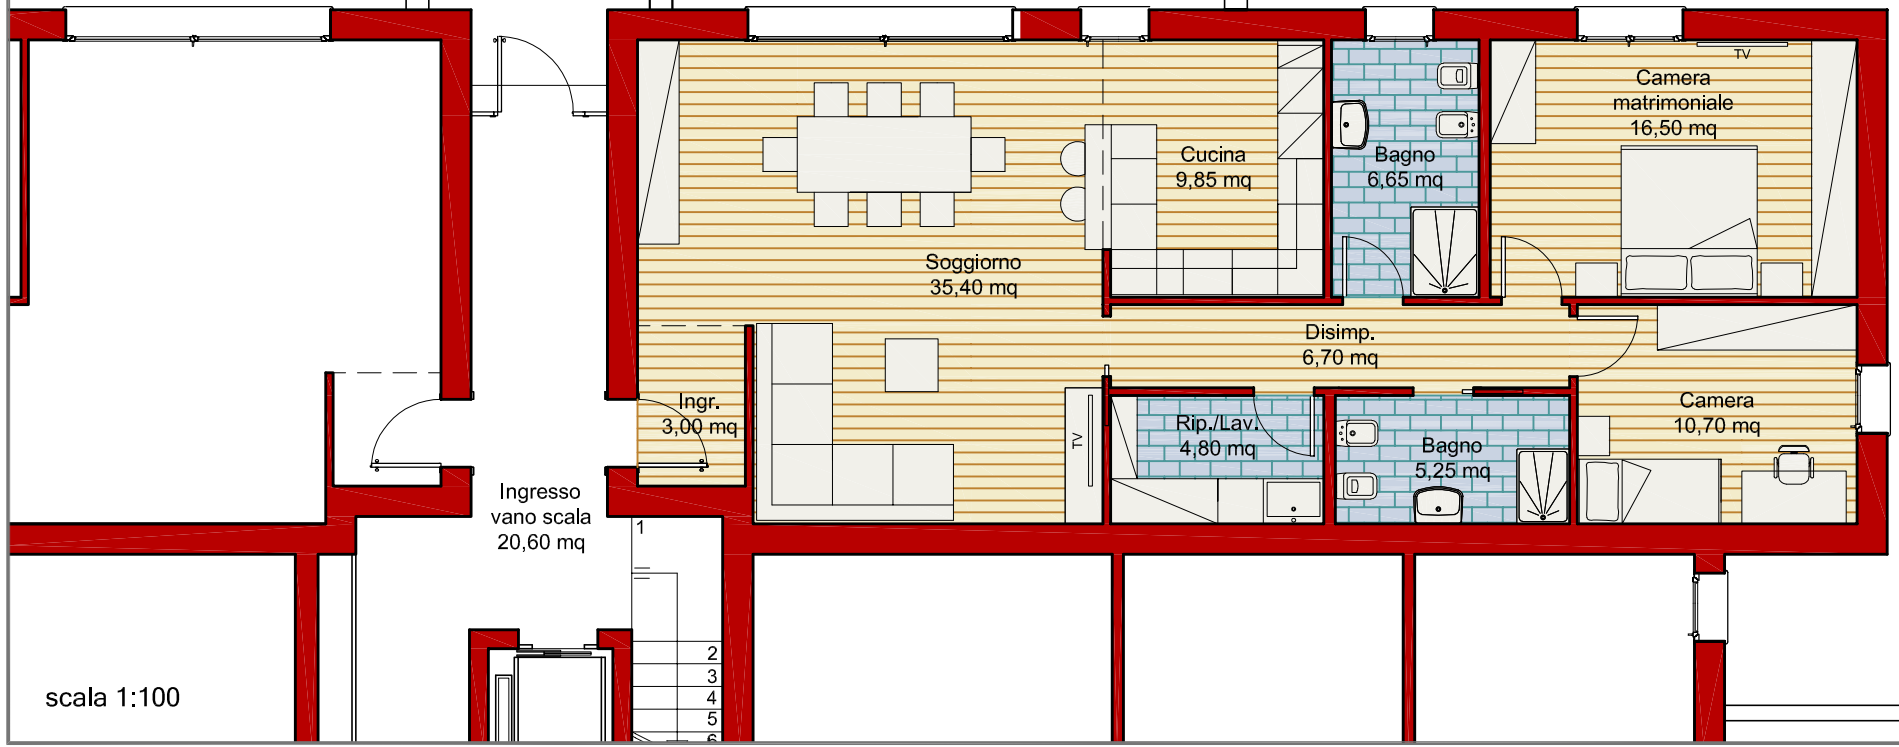 TV
Camera
matrimoniale
16,50 mq
Cucina
9,85 mq
Bagno
6,65 mq
Soggiorno
35,40 mq
Disimp.
6,70 mq
Ingr.
3,00 mq
TV
Rip./Lav.
4,80 mq
Bagno
5,25 mq
Camera
10,70 mq
Ingresso
vano scala
20,60 mq
1
2
3
4
5
6
scala 1:100